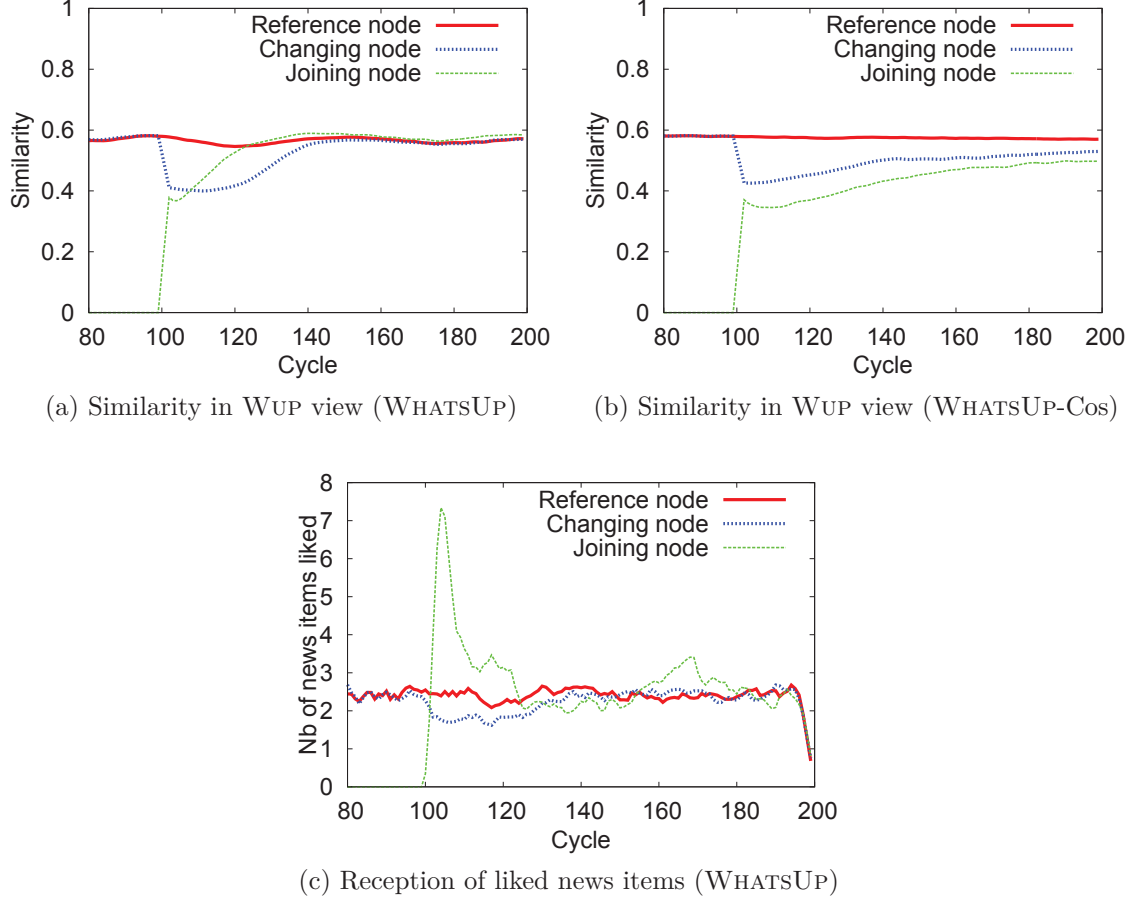 1
0.8
0.6
0.4
0.2
0
Similarity
80 100 120 140 160 180 200
Cycle
Reference node
Changing node
Joining node
(a) Similarity in WUP view (WHATSUP)
1
0.8
0.6
0.4
0.2
0
Similarity
80 100 120 140 160 180 200
Cycle
Reference node
Changing node
Joining node
(b) Similarity in WUP view (WHATSUP-Cos)
8
7
6
5
4
3
2
1
0
Nb of news items liked
80 100 120 140 160 180 200
Cycle
Reference node
Changing node
Joining node
(c) Reception of liked news items (WHATSUP)